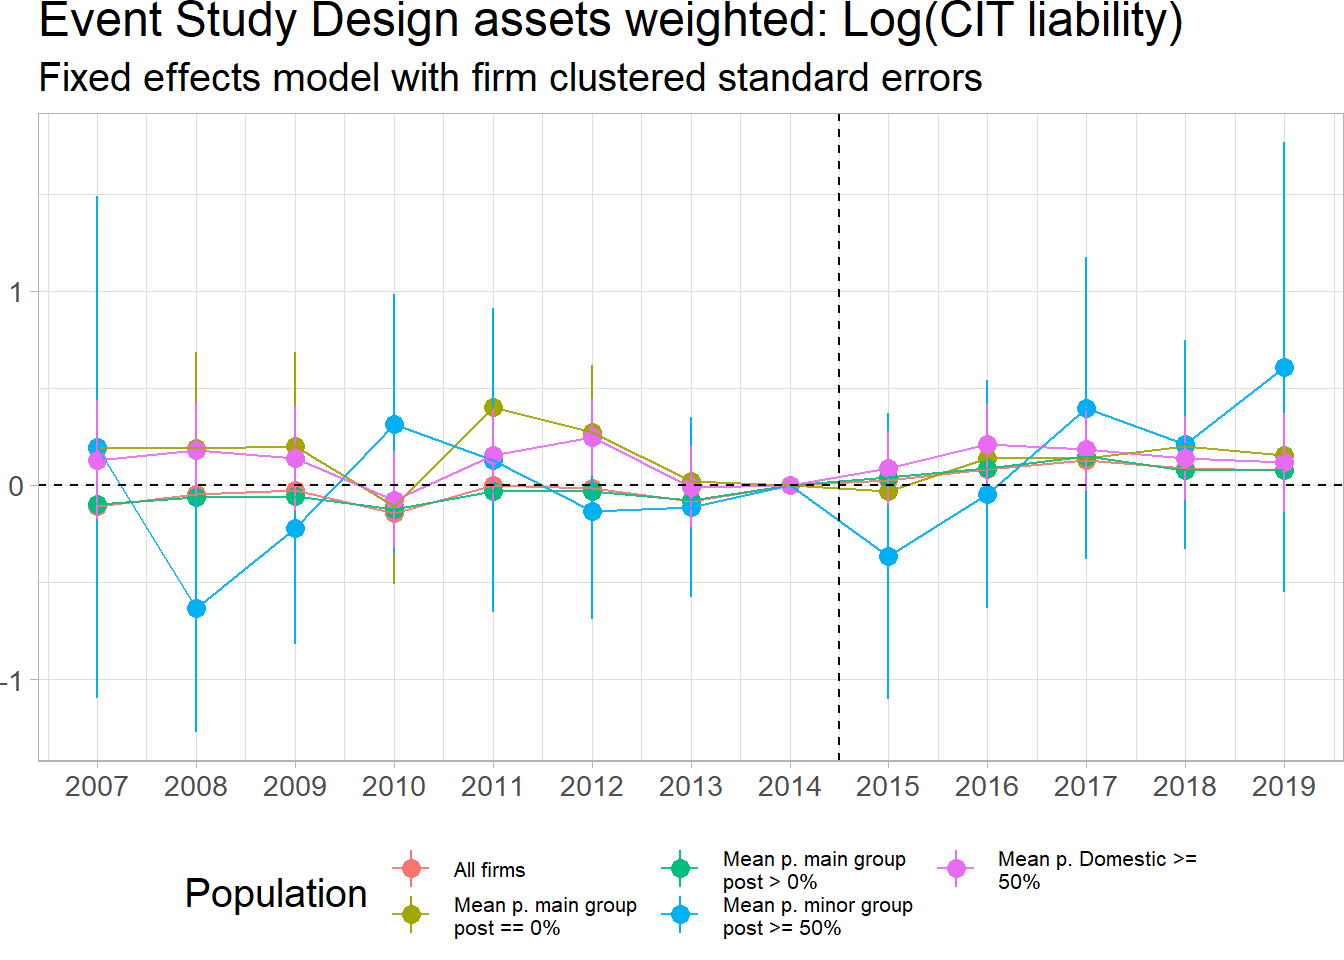 Event Study Design assets weighted: Log(CIT liability)
Fixed effects model with firm clustered standard errors
1
0
-1
2007 2008 2009 2010 2011 2012 2013 2014 2015 2016 2017 2018 2019
Population
All firms
Mean p. main group
post == 0%
Mean p. main group
post > 0%
Mean p. minor group
post >= 50%
Mean p. Domestic >=
50%